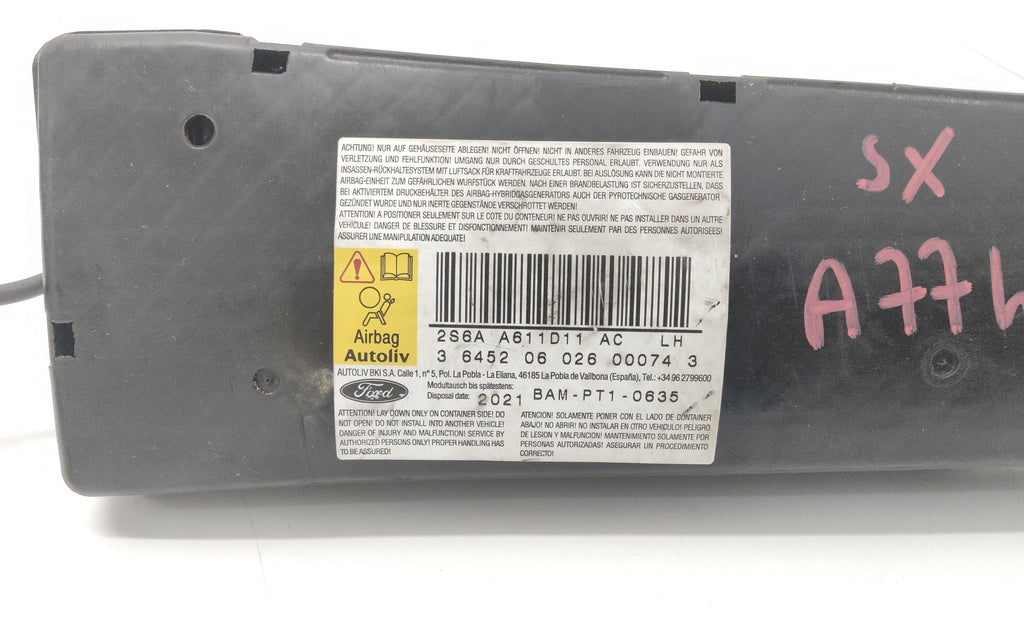 ACHTUNG! NUR AUF GEHÄUSESEITE ABLEGEN! NICHT ÖFFNEN! NICHT IN ANDERES FAHRZEUG EINBAUEN! GEFAHR VON
VERLETZUNG UND FEHLFUNKTION! UMGANG NUR DURCH GESCHULTES PERSONAL ERLAUBT. VERWENDUNG NUR ALS
INSASSEN-RÜCKHALTESYSTEM MIT LUFTSACK FÜR KRAFTFAHRZEUGE ERLAUBT. BEI AUSLÖSUNG KANN DIE NICHT MONTIERTE
AIRBAG-EINHEIT ZUM GEFÄHRLICHEN WURFSTÜCK WERDEN. NACH EINER BRANDBELASTUNG IST SICHERZUSTELLEN, DASS
BEI AKTIVIERTEM DRUCKBEHÄLTER DES AIRBAG-HYBRIDGASGENERATORS AUCH DER PYROTECHNISCHE GASGENERATOR
GEZÜNDET WURDE UND NUR INERTE GEGENSTÄNDE VERSCHROTTET WERDEN!
ATTENTION! A POSITIONER SEULEMENT SUR LE COTE DU CONTENEUR! NE PAS OUVRIR! NE PAS INSTALLER DANS UN AUTRE
VEHICULE! DANGER DE BLESSURE ET DISFONCTIONNEMENT! MAINTENIR SEULEMENT PAR DES PERSONNES AUTORISEES!
ASSURER UNE MANIPULATION ADEQUATE!
Airbag
Autoliv
2S6A A611D11 AC LH
3 6452 06 026 00074 3
AUTOLIV BKI S.A. Calle 1, nº 5, Pol. La Pobla - La Eliana, 46185 La Pobla de Vallboria (España), Tel.: +34 96 2799600
Ford
Modultausch bis spätestens:
Disposal date: 2021 BAM-PT1-0635
ATTENTION! LAY DOWN ONLY ON CONTAINER SIDE! DO
NOT OPEN! DO NOT INSTALL INTO ANOTHER VEHICLE!
DANGER OF INJURY AND MALFUNCTION! SERVICE BY
AUTHORIZED PERSONS ONLY! PROPER HANDLING HAS
TO BE ASSURED!
ATENCION! SOLAMENTE PONER CON EL LADO DE CONTAINER
ABAJO! NO ABRIR! NO INSTALAR EN OTRO VEHICULO! PELIGRO
DE LESION Y MALFUNCION! MANTENIMIENTO SOLAMENTE POR
PERSONAS AUTORIZADAS! ASEGURAR UN PROCEDIMIENTO
CORRECTO!
SX
A77